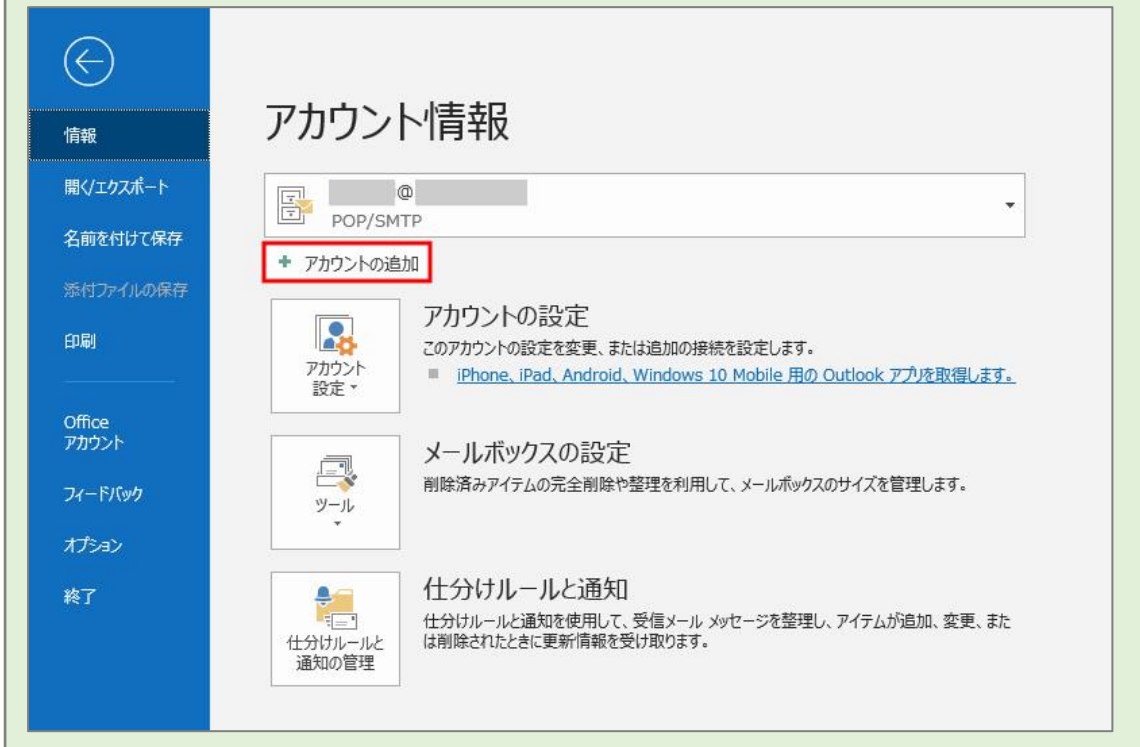 情報
開く/エクスポート
名前を付けて保存
添付ファイルの保存
印刷
Office
アカウント
フィードバック
オプション
終了
アカウント情報
@
POP/SMTP
+ アカウントの追加
アカウント
設定
アカウントの設定
このアカウントの設定を変更、または追加の接続を設定します。
iPhone、iPad、Android、Windows 10 Mobile 用の Outlook アプリを取得します。
ツール
メールボックスの設定
削除済みアイテムの完全削除や整理を利用して、メールボックスのサイズを管理します。
仕分けルールと
通知の管理
仕分けルールと通知
仕分けルールと通知を使用して、受信メール メッセージを整理し、アイテムが追加、変更、また
は削除されたときに更新情報を受け取ります。